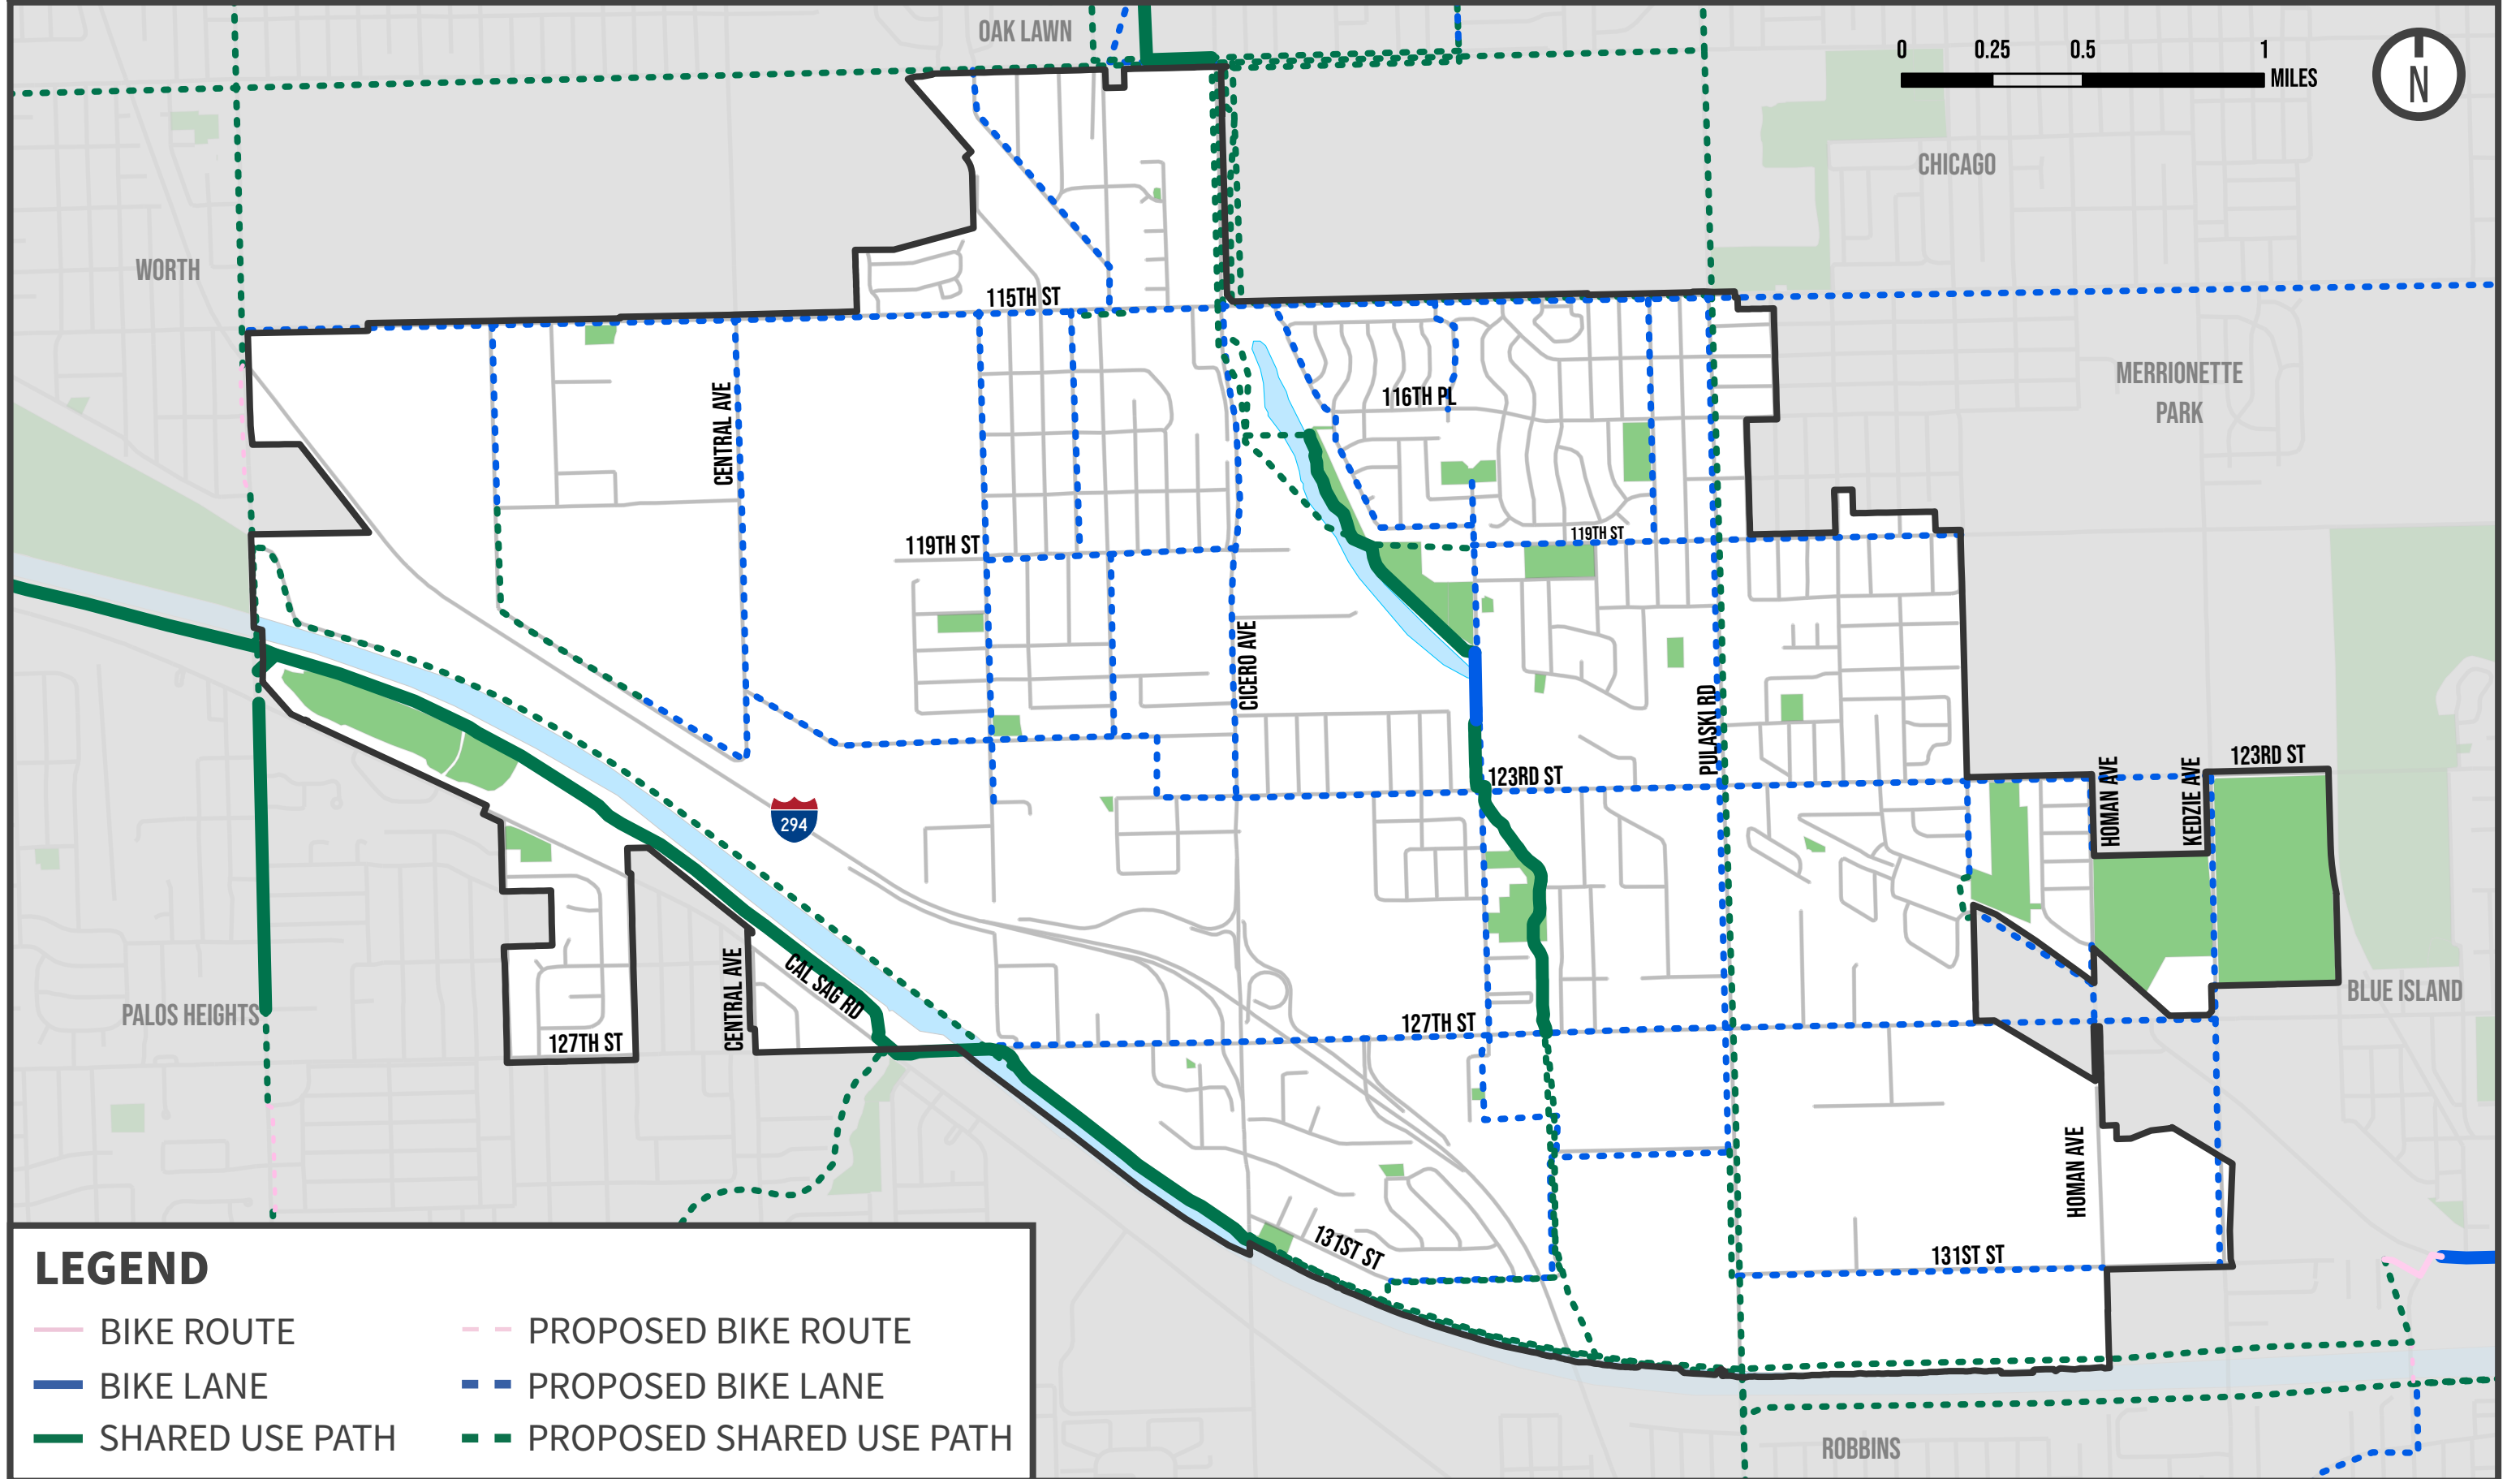 OAK LAWN
0 0.25 0.5 1
MILES
N
CHICAGO
WORTH
115TH ST
MERRIONETTE
PARK
116TH PL
CENTRAL AVE
119TH ST
119TH ST
CICERO AVE
PULASKI RD
123RD ST
123RD ST
HOMAN AVE
KEDZIE AVE
294
CENTRAL AVE
CAL SAG RD
PALOS HEIGHTS
127TH ST
127TH ST
BLUE ISLAND
HOMAN AVE
131ST ST
131ST ST
ROBBINS
LEGEND
BIKE ROUTE
PROPOSED BIKE ROUTE
BIKE LANE
PROPOSED BIKE LANE
SHARED USE PATH
PROPOSED SHARED USE PATH